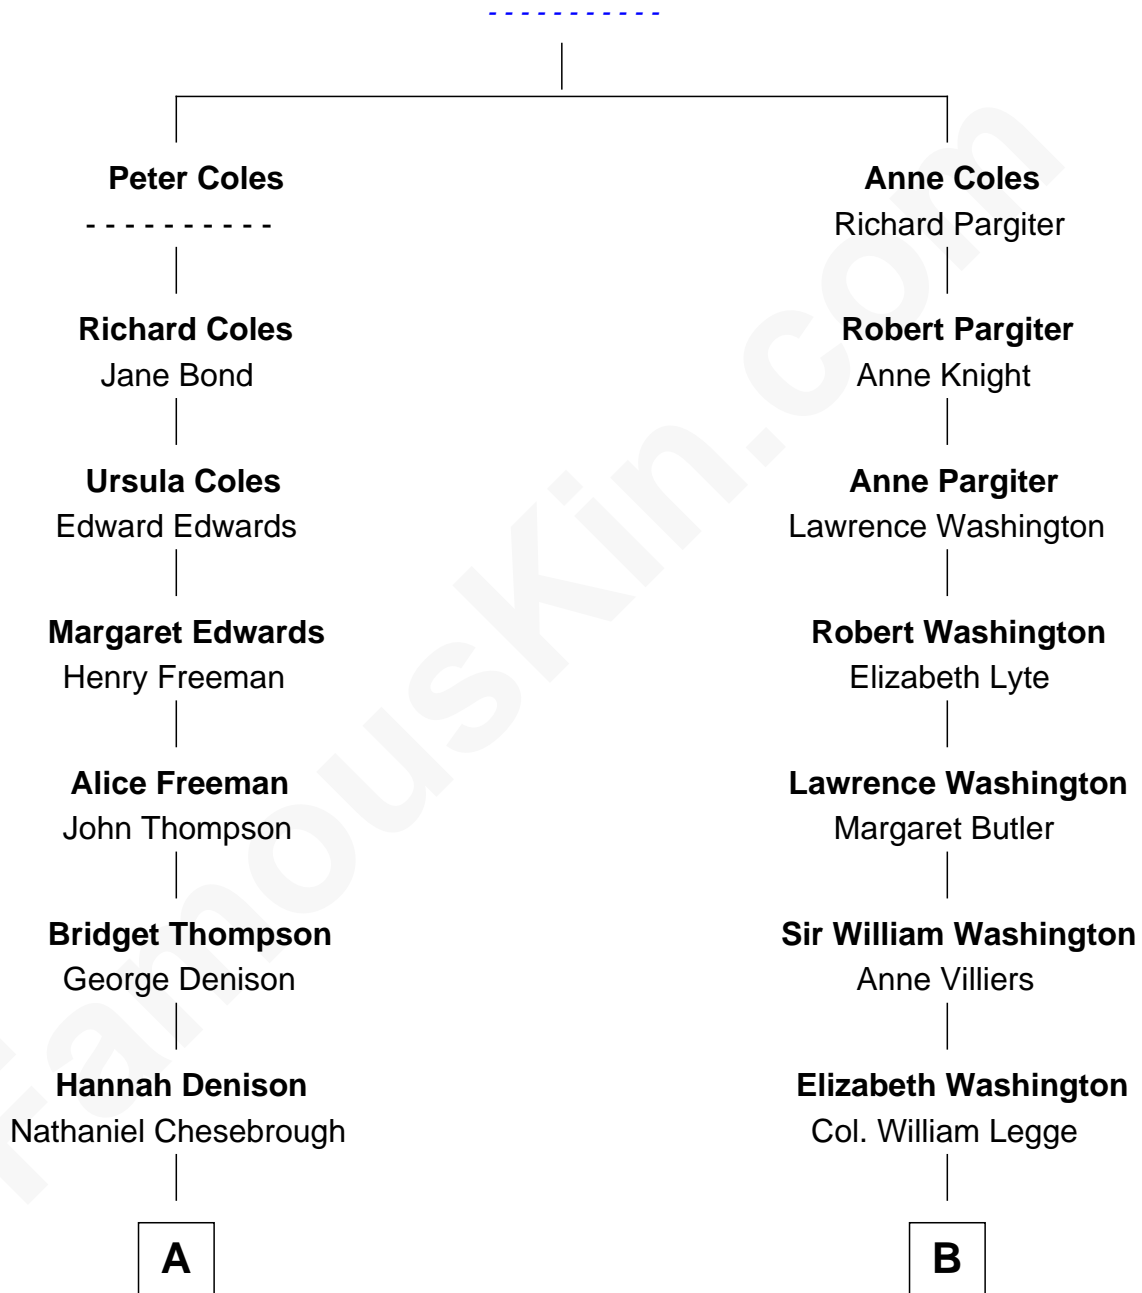 - - - - - - - - - - -
Peter Coles
- - - - - - - - - -
Anne Coles
Richard Pargiter
Richard Coles
Jane Bond
Robert Pargiter
Anne Knight
Ursula Coles
Edward Edwards
Anne Pargiter
Lawrence Washington
Margaret Edwards
Henry Freeman
Robert Washington
Elizabeth Lyte
Alice Freeman
John Thompson
Lawrence Washington
Margaret Butler
Bridget Thompson
George Denison
Sir William Washington
Anne Villiers
Hannah Denison
Nathaniel Chesebrough
Elizabeth Washington
Col. William Legge
A
B
FamousKin.com